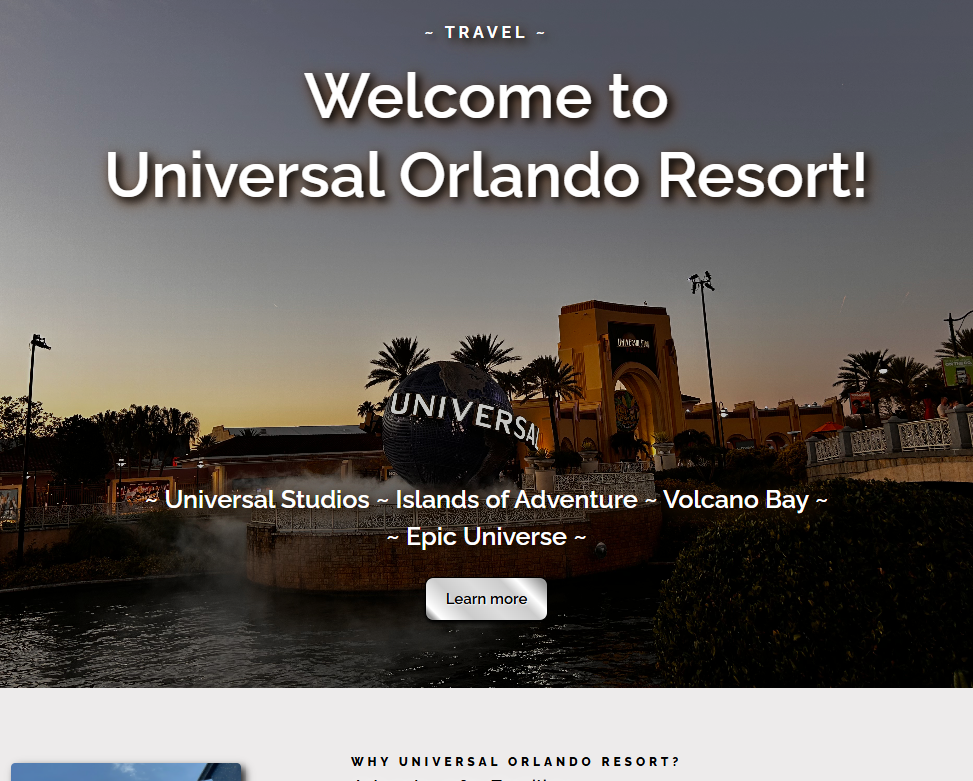 ~ TRAVEL ~
Welcome to
Universal Orlando Resort!
UNIVERSAL
~ Universal Studios ~ Islands of Adventure ~ Volcano Bay ~
~ Epic Universe ~
Learn more
WHY UNIVERSAL ORLANDO RESORT?